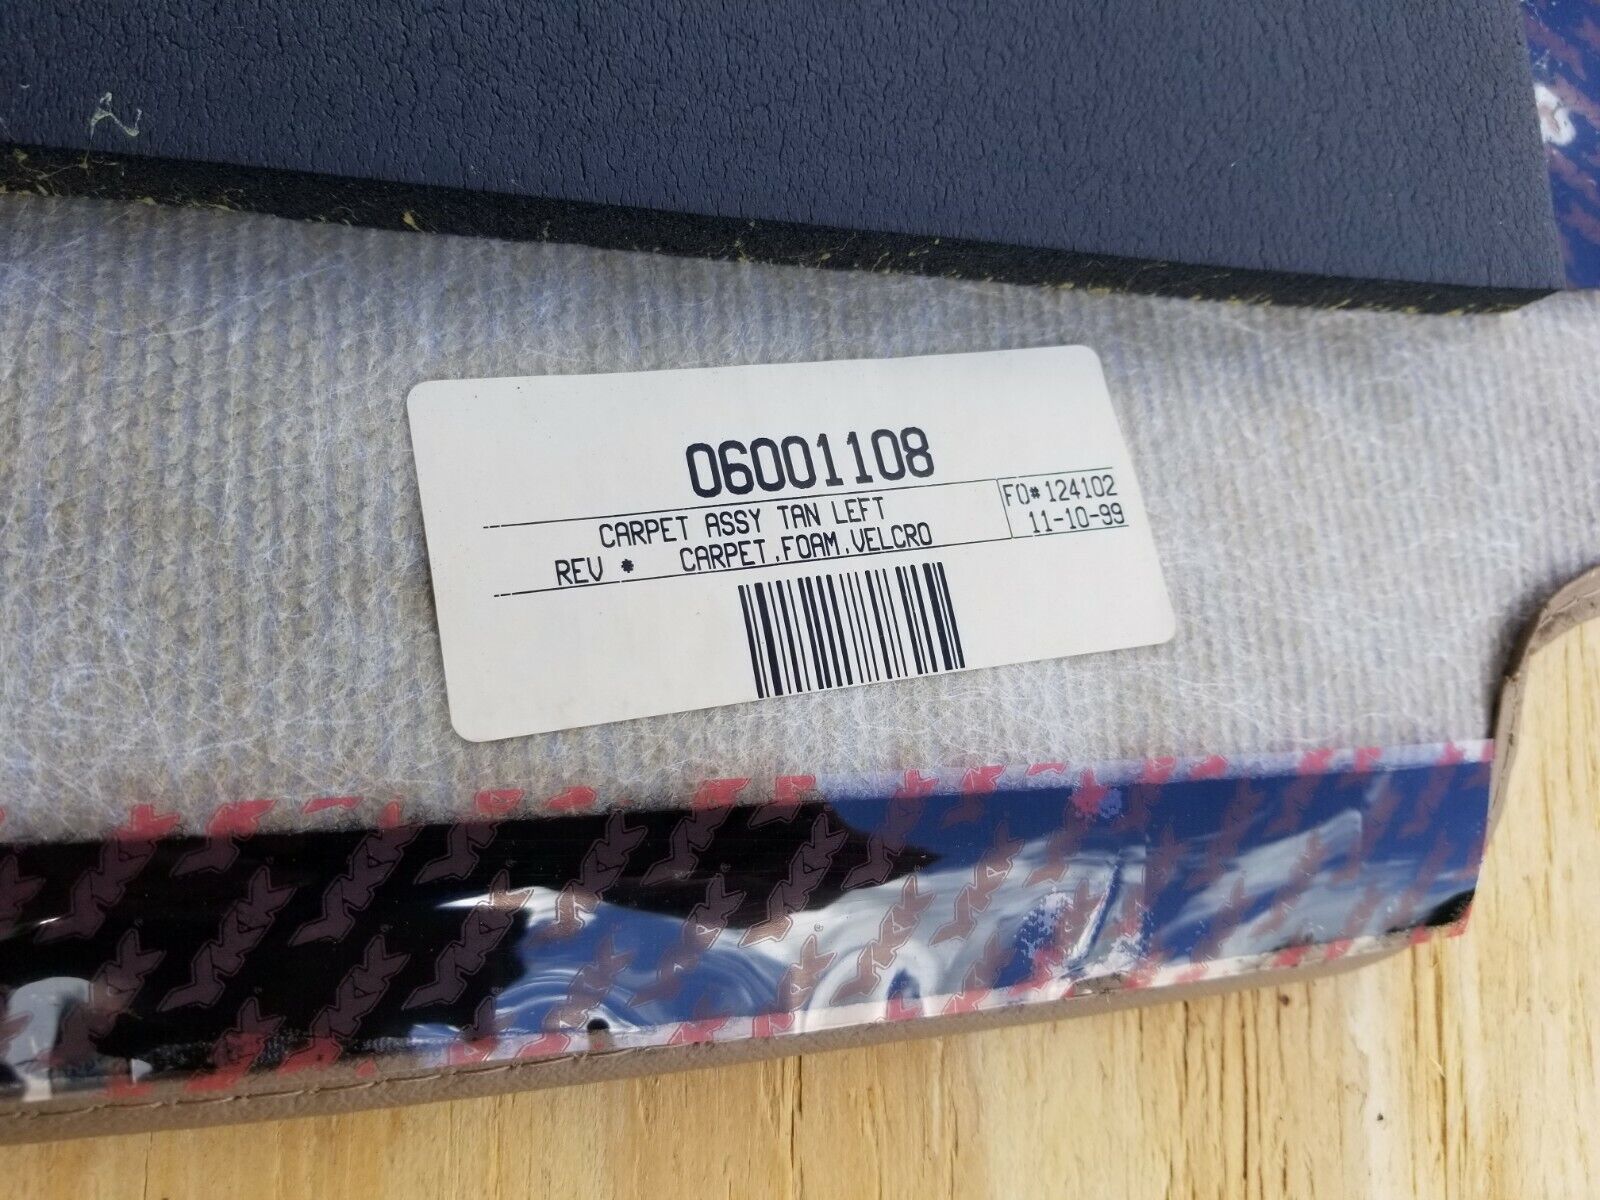 06001108
CARPET ASSY TAN LEFT
REV * CARPET,FOAM,VELCRO
FO# 124102
11-10-99